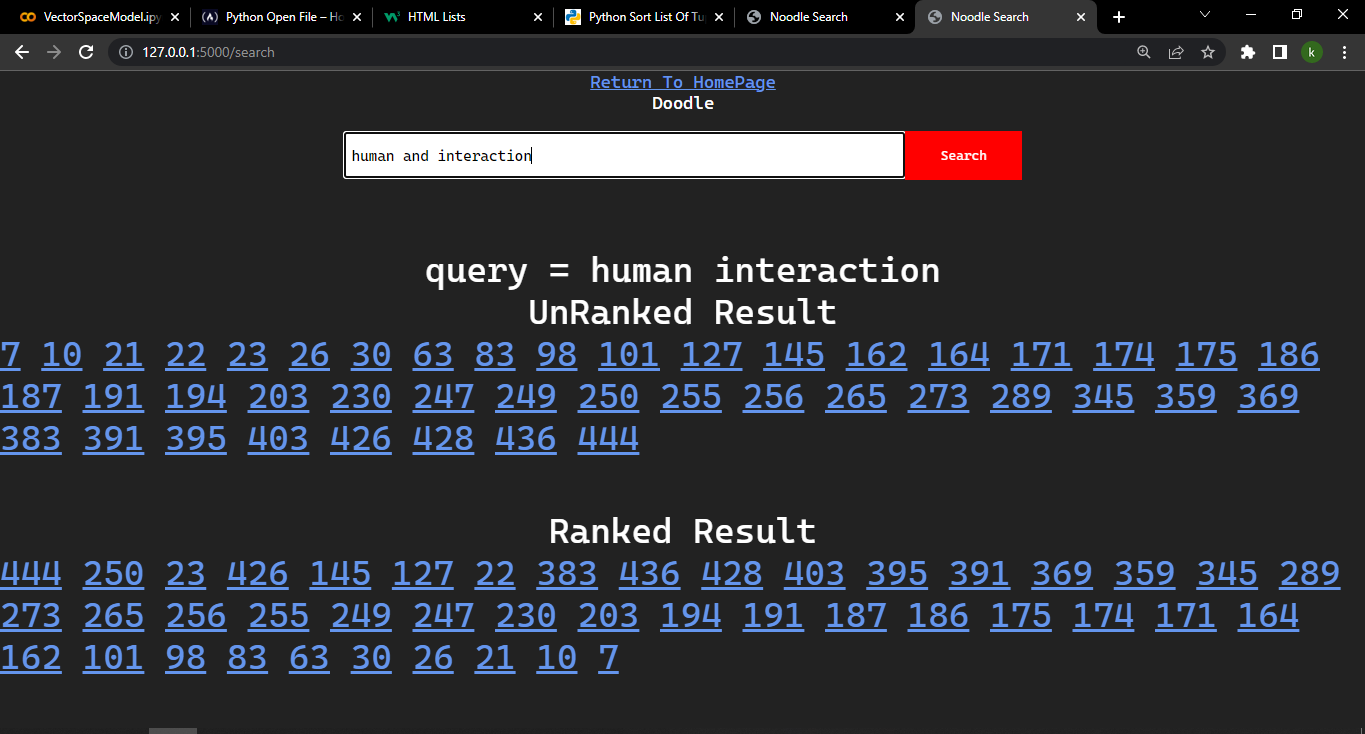 VectorSpaceModel.ipy Python Open File – Ho HTML Lists Python Sort List Of Tu Noodle Search Noodle Search
127.0.0.1:5000/search k
Return To HomePage
Doodle
human and interaction Search
query = human interaction
UnRanked Result
7 10 21 22 23 26 30 63 83 98 101 127 145 162 164 171 174 175 186
187 191 194 203 230 247 249 250 255 256 265 273 289 345 359 369
383 391 395 403 426 428 436 444
Ranked Result
444 250 23 426 145 127 22 383 436 428 403 395 391 369 359 345 289
273 265 256 255 249 247 230 203 194 191 187 186 175 174 171 164
162 101 98 83 63 30 26 21 10 7